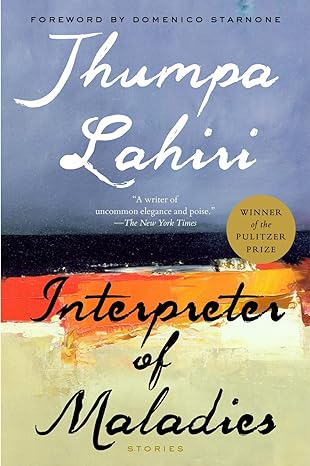 FOREWORD BY DOMENICO STARNONE
Jhumpa
Lahiri
“A writer of
uncommon elegance and poise.”
—The New York Times
WINNER
of the
PULITZER
PRIZE
Interpreter
of
Maladies
STORIES